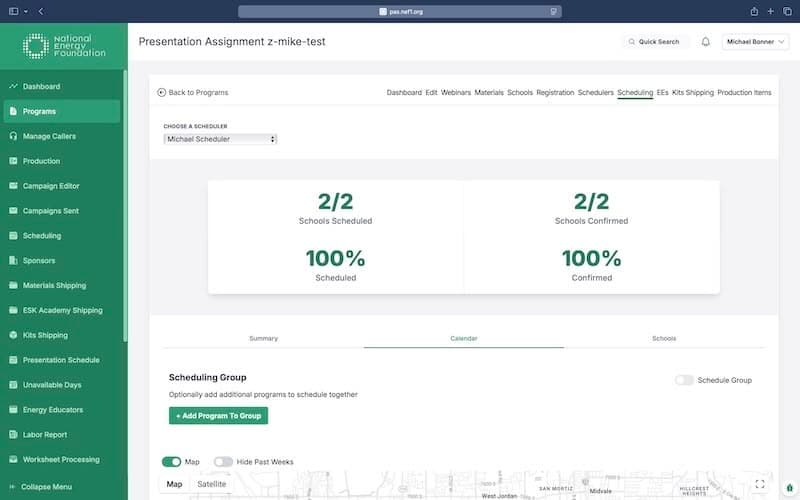 pas.nef1.org
National
Energy
Foundation
Presentation Assignment z-mike-test
Quick Search
Michael Bonner
Dashboard
Programs
Manage Callers
Production
Campaign Editor
Campaigns Sent
Scheduling
Sponsors
Materials Shipping
ESK Academy Shipping
Kits Shipping
Presentation Schedule
Unavailable Days
Energy Educators
Labor Report
Worksheet Processing
Collapse Menu
Back to Programs
Dashboard Edit Webinars Materials Schools Registration Schedulers Scheduling EEs Kits Shipping Production Items
CHOOSE A SCHEDULER
Michael Scheduler
2/2
Schools Scheduled
2/2
Schools Confirmed
100%
Scheduled
100%
Confirmed
Summary Calendar Schools
Scheduling Group
Schedule Group
Optionally add additional programs to schedule together
+ Add Program To Group
Map Hide Past Weeks
Map Satellite
West Jordan
SAN MORTIZ
Midvale
HILLCREST
HEIGHTS